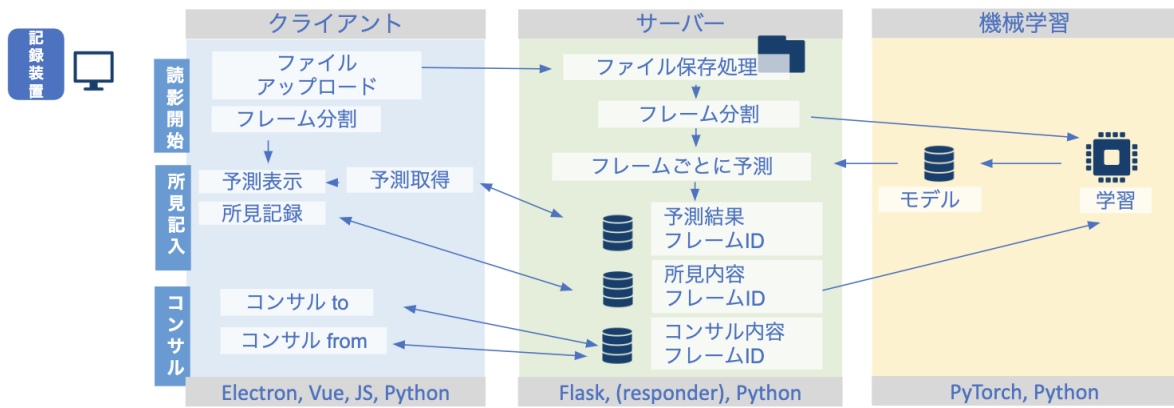 記
録
装
置
クライアント
サーバー
機械学習
読影開始
ファイル
アップロード
フレーム分割
ファイル保存処理
フレーム分割
フレームごとに予測
モデル
学習
所見記入
予測表示
予測取得
所見記録
予測結果
フレームID
所見内容
フレームID
コンサル
コンサル to
コンサル from
コンサル内容
フレームID
Electron, Vue, JS, Python
Flask, (responder), Python
PyTorch, Python